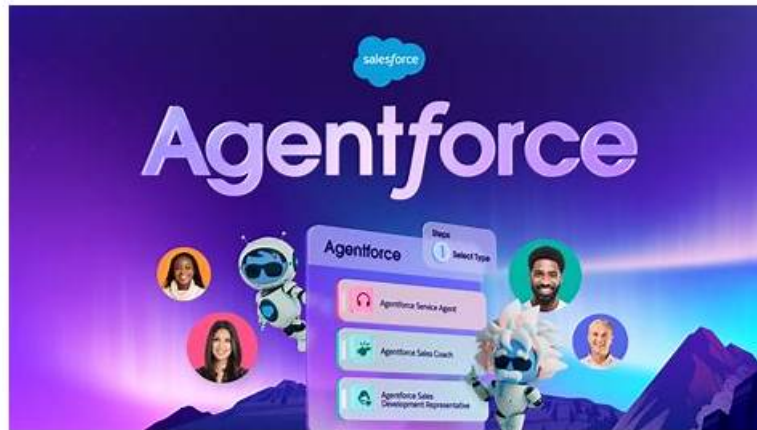 salesforce
Agentforce
Steps
Agentforce
1 Select Type
Agentforce Service Agent
Agentforce Sales Coach
Agentforce Sales
Development Representative